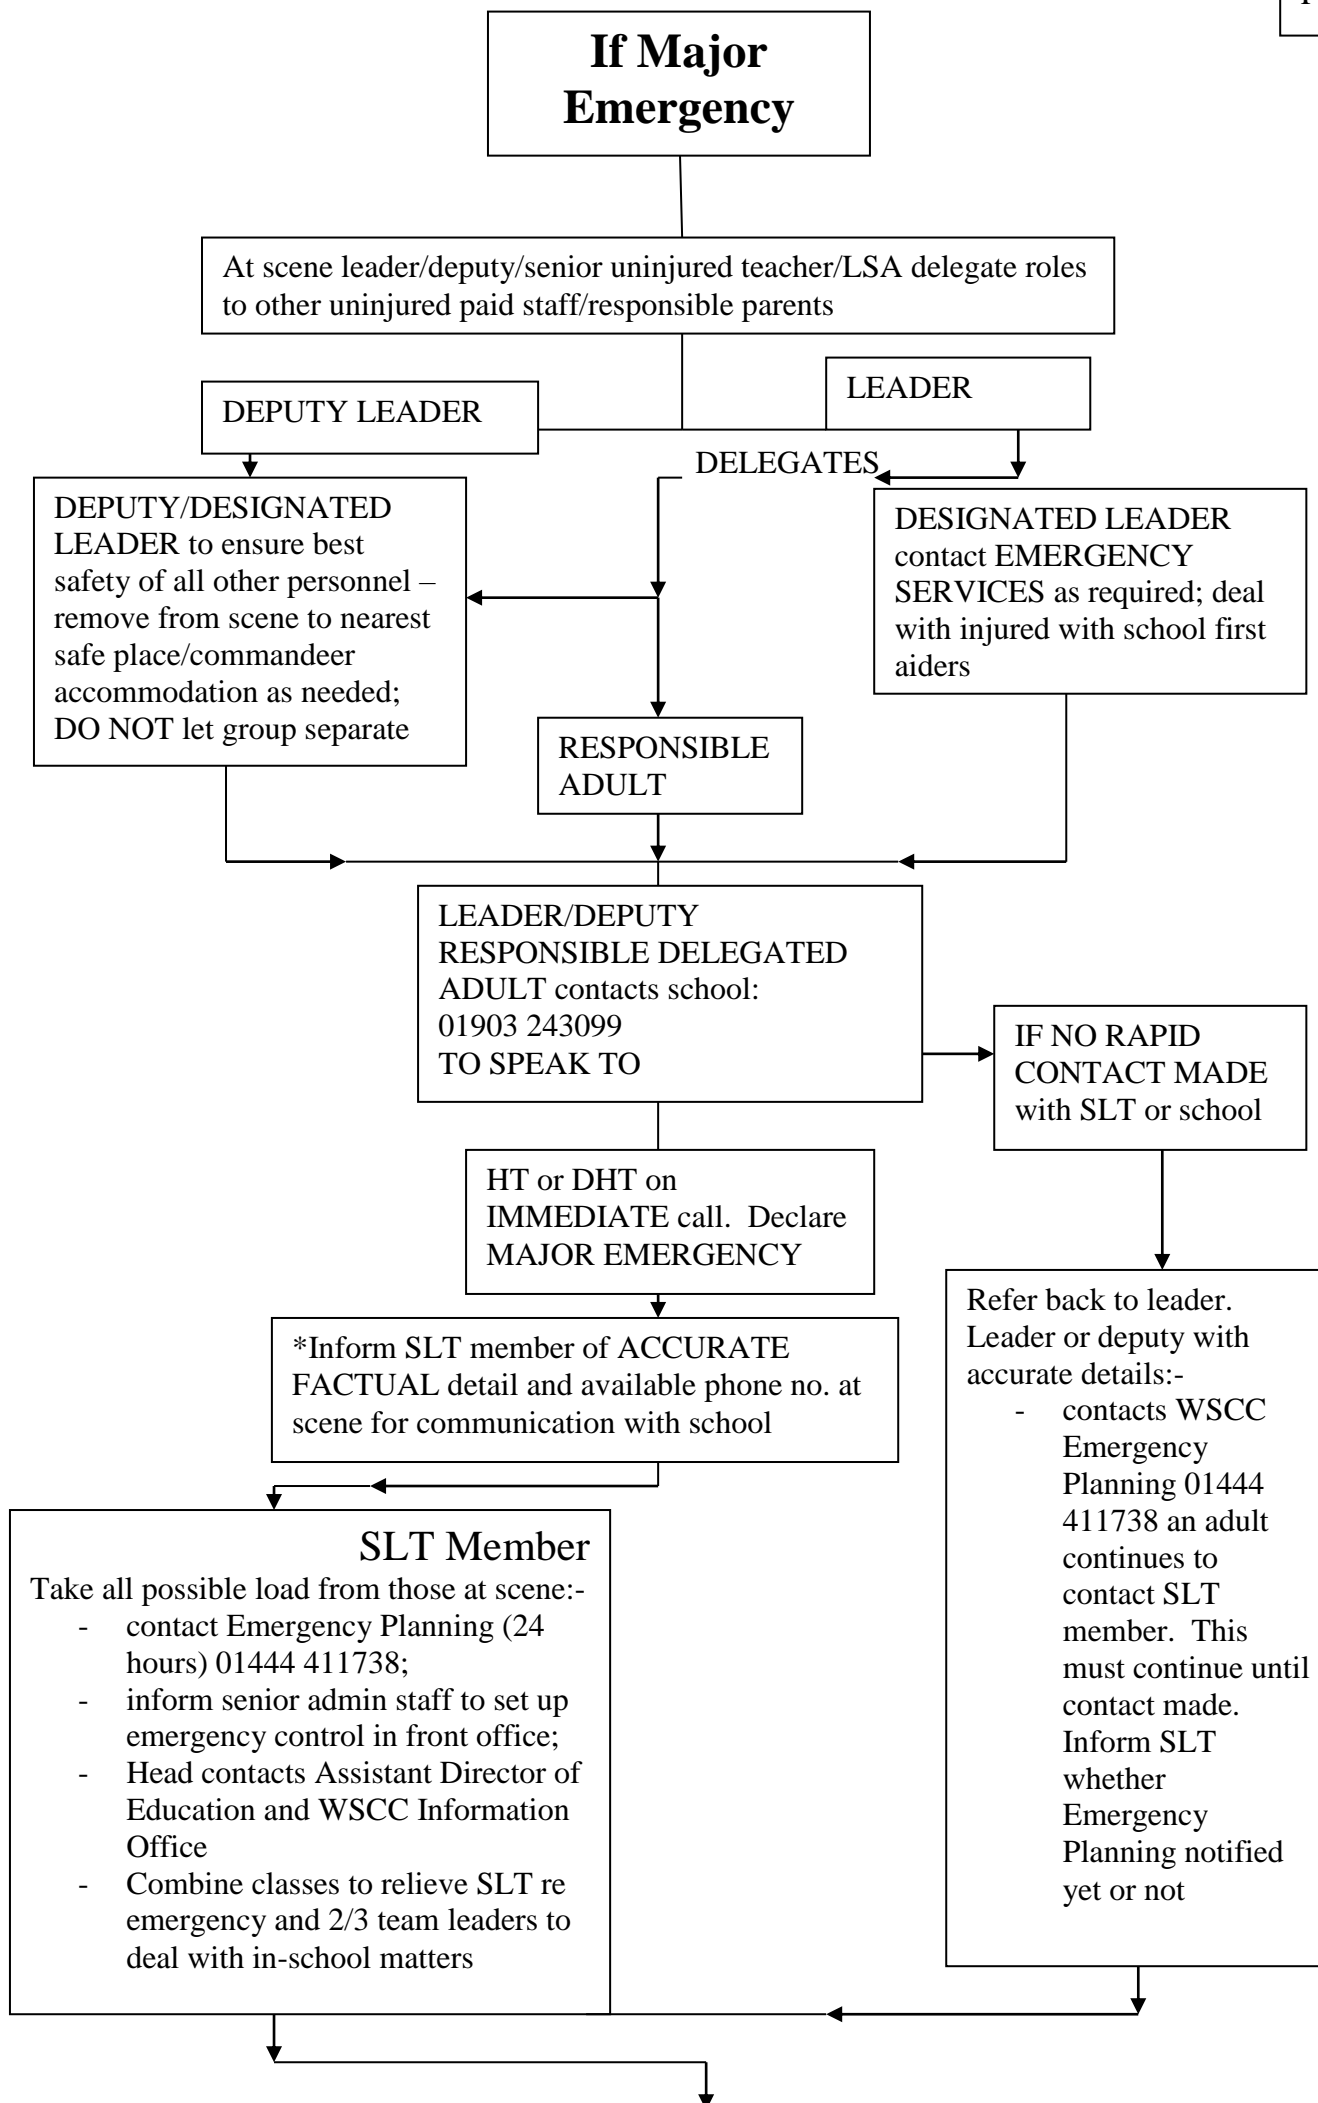 If Major
Emergency
At scene leader/deputy/senior uninjured teacher/LSA delegate roles
to other uninjured paid staff/responsible parents
DEPUTY LEADER
LEADER
DELEGATES
DEPUTY/DESIGNATED
LEADER to ensure best
safety of all other personnel –
remove from scene to nearest
safe place/commandeer
accommodation as needed;
DO NOT let group separate
DESIGNATED LEADER
contact EMERGENCY
SERVICES as required; deal
with injured with school first
aiders
RESPONSIBLE
ADULT
LEADER/DEPUTY
RESPONSIBLE DELEGATED
ADULT contacts school:
01903 243099
TO SPEAK TO
IF NO RAPID
CONTACT MADE
with SLT or school
HT or DHT on
IMMEDIATE call.  Declare
MAJOR EMERGENCY
*Inform SLT member of ACCURATE
FACTUAL detail and available phone no. at
scene for communication with school
Refer back to leader.
Leader or deputy with
accurate details:-
- contacts WSCC
Emergency
Planning 01444
411738 an adult
continues to
contact SLT
member.  This
must continue until
contact made.
Inform SLT
whether
Emergency
Planning notified
yet or not
SLT Member
Take all possible load from those at scene:-
- contact Emergency Planning (24
hours) 01444 411738;
- inform senior admin staff to set up
emergency control in front office;
- Head contacts Assistant Director of
Education and WSCC Information
Office
- Combine classes to relieve SLT re
emergency and 2/3 team leaders to
deal with in-school matters